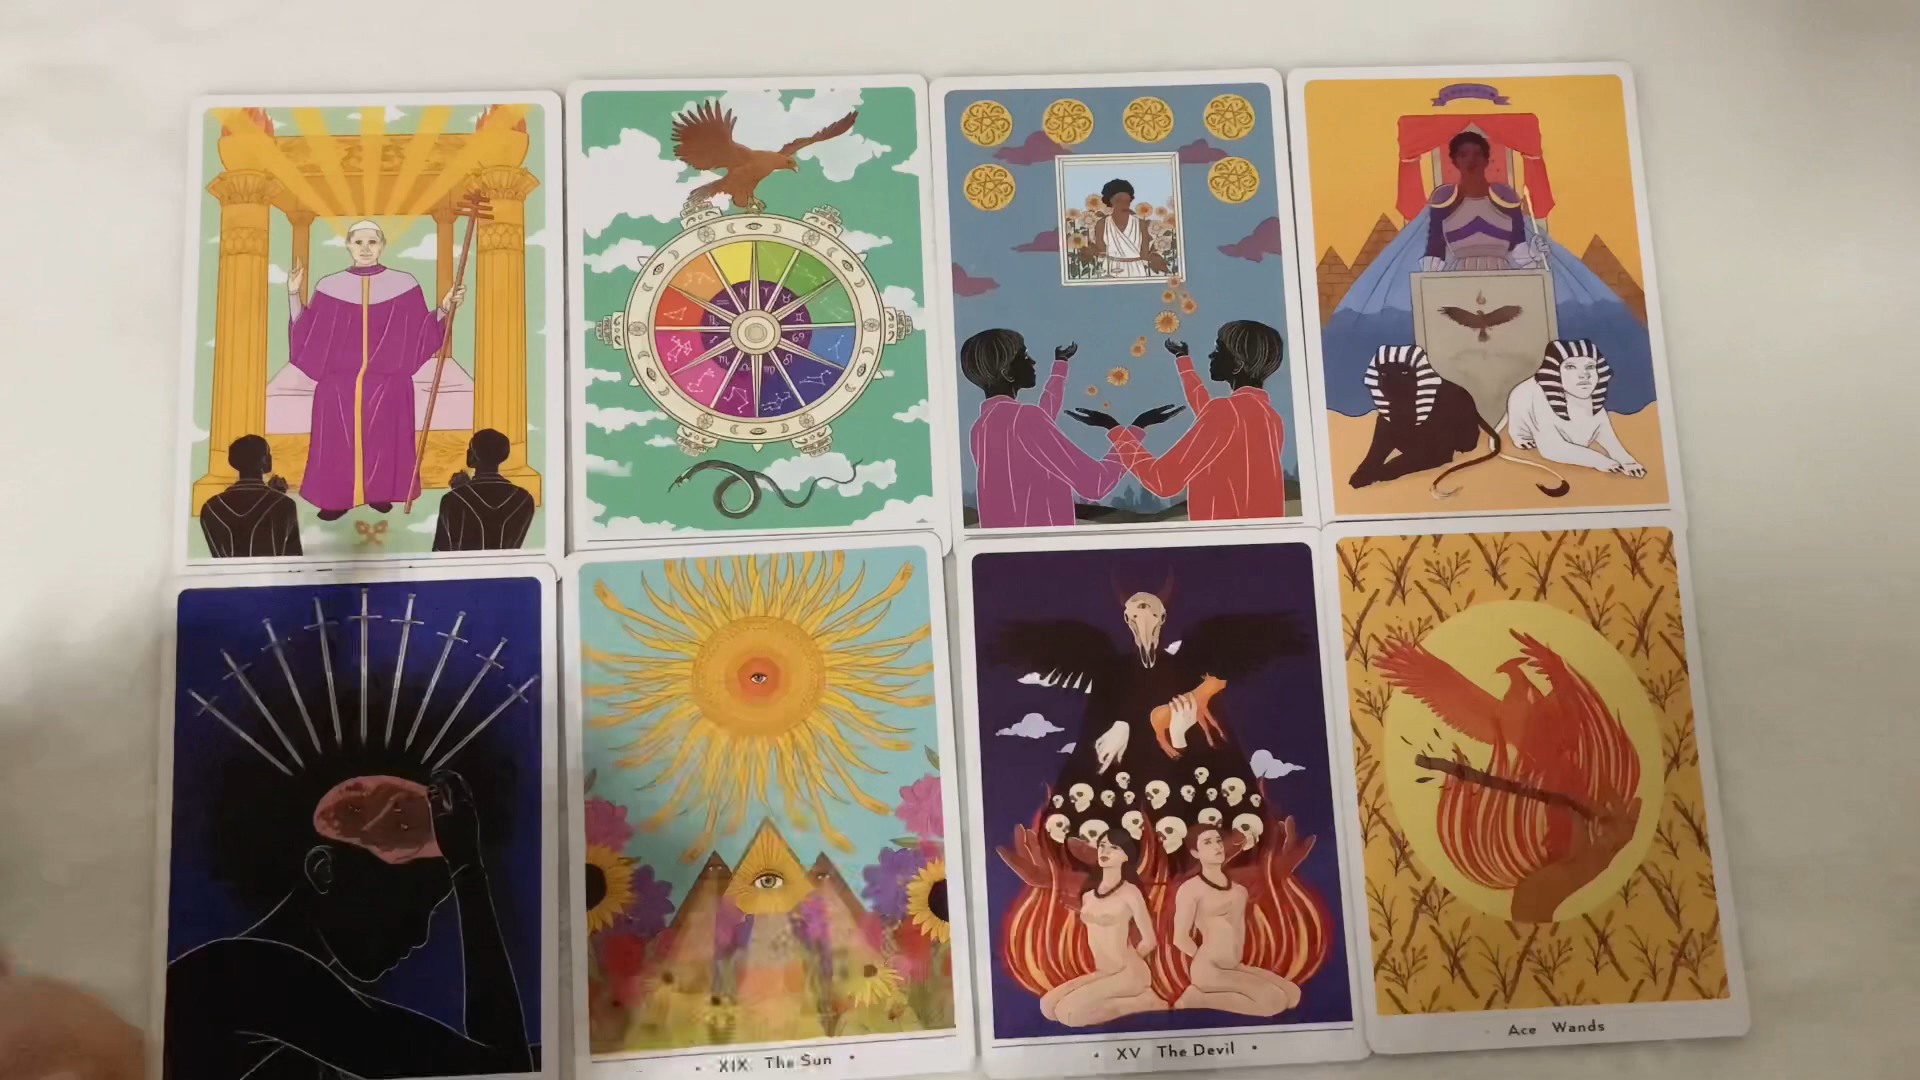 XIX The Sun
XV The Devil
Ace Wands